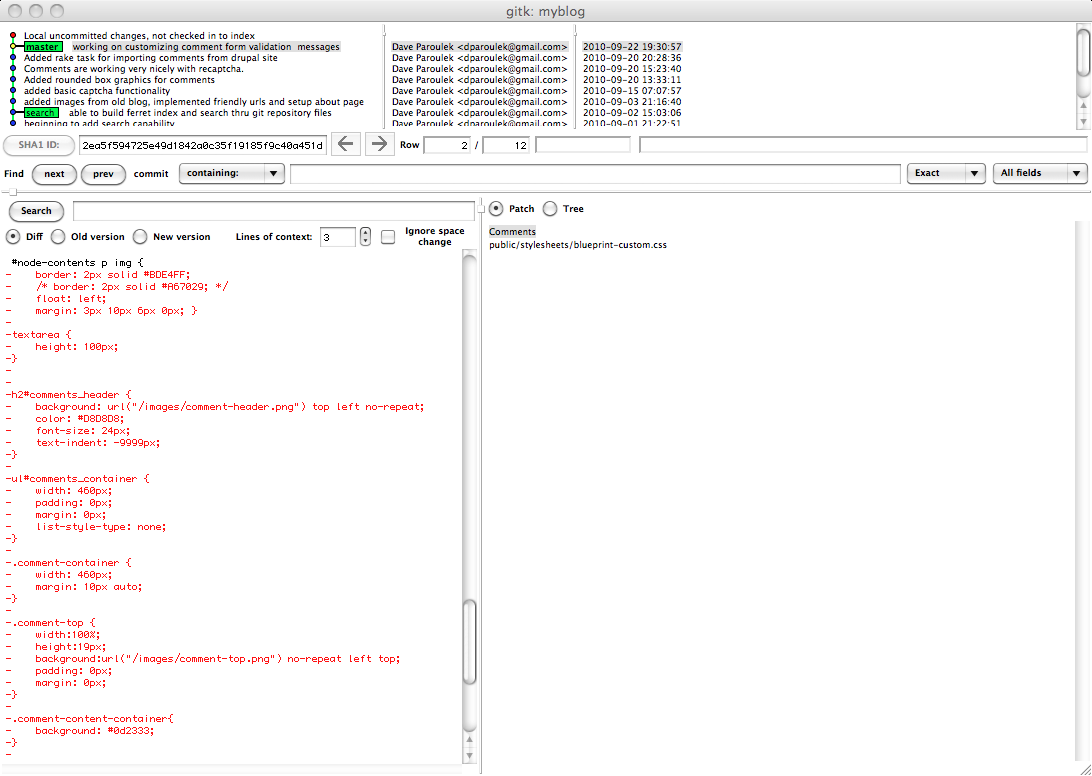 gitk: myblog
Local uncommitted changes, not checked in to index
master working on customizing comment form validation messages Dave Paroulek <dparoulek@gmail.com> 2010-09-22 19:30:57
Added rake task for importing comments from drupal site Dave Paroulek <dparoulek@gmail.com> 2010-09-20 20:28:36
Comments are working very nicely with recaptcha. Dave Paroulek <dparoulek@gmail.com> 2010-09-20 15:23:40
Added rounded box graphics for comments Dave Paroulek <dparoulek@gmail.com> 2010-09-20 13:33:11
added basic captcha functionality Dave Paroulek <dparoulek@gmail.com> 2010-09-15 07:07:57
added images from old blog, implemented friendly urls and setup about page Dave Paroulek <dparoulek@gmail.com> 2010-09-03 21:16:40
search able to build ferret index and search thru git repository files Dave Paroulek <dparoulek@gmail.com> 2010-09-02 15:03:06
beginning to add search capability Dave Paroulek <dparoulek@gmail.com> 2010-09-01 21:22:51
SHA1 ID: 2ea5f594725e49d1842a0c35f19185f9c40a451d Row 2 / 12
Find next prev commit containing: Exact All fields
Search
Diff Old version New version Lines of context: 3 Ignore space change
#node-contents p img {
- border: 2px solid #BDE4FF;
- /* border: 2px solid #A67029; */
- float: left;
- margin: 3px 10px 6px 0px; }
-
-textarea {
- height: 100px;
-}
-
-
-h2#comments_header {
- background: url("/images/comment-header.png") top left no-repeat;
- color: #D8D8D8;
- font-size: 24px;
- text-indent: -9999px;
-}
-
-ul#comments_container {
- width: 460px;
- padding: 0px;
- margin: 0px;
- list-style-type: none;
-}
-
-.comment-container {
- width: 460px;
- margin: 10px auto;
-}
-
-.comment-top {
- width:100%;
- height:19px;
- background:url("/images/comment-top.png") no-repeat left top;
- padding: 0px;
- margin: 0px;
-}
-
-.comment-content-container{
- background: #0d2333;
-}
-
Patch Tree
Comments
public/stylesheets/blueprint-custom.css